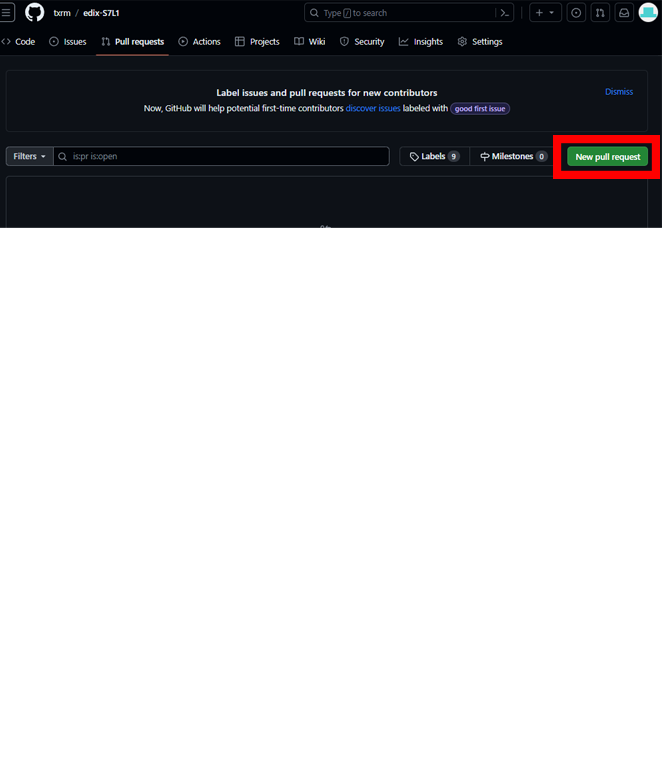 txrm / edix-S7L1
Type / to search
Code Issues Pull requests Actions Projects Wiki Security Insights Settings
Label issues and pull requests for new contributors
Dismiss
Now, GitHub will help potential first-time contributors discover issues labeled with good first issue
Filters is:pr is:open Labels 9 Milestones 0 New pull request